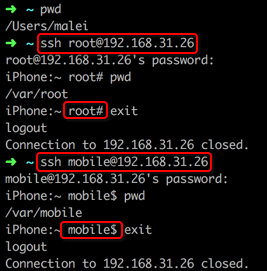 ➜ ~ pwd
/Users/malei
➜ ~ ssh root@192.168.31.26
root@192.168.31.26's password:
iPhone:~ root# pwd
/var/root
iPhone:~ root# exit
logout
Connection to 192.168.31.26 closed.
➜ ~ ssh mobile@192.168.31.26
mobile@192.168.31.26's password:
iPhone:~ mobile$ pwd
/var/mobile
iPhone:~ mobile$ exit
logout
Connection to 192.168.31.26 closed.